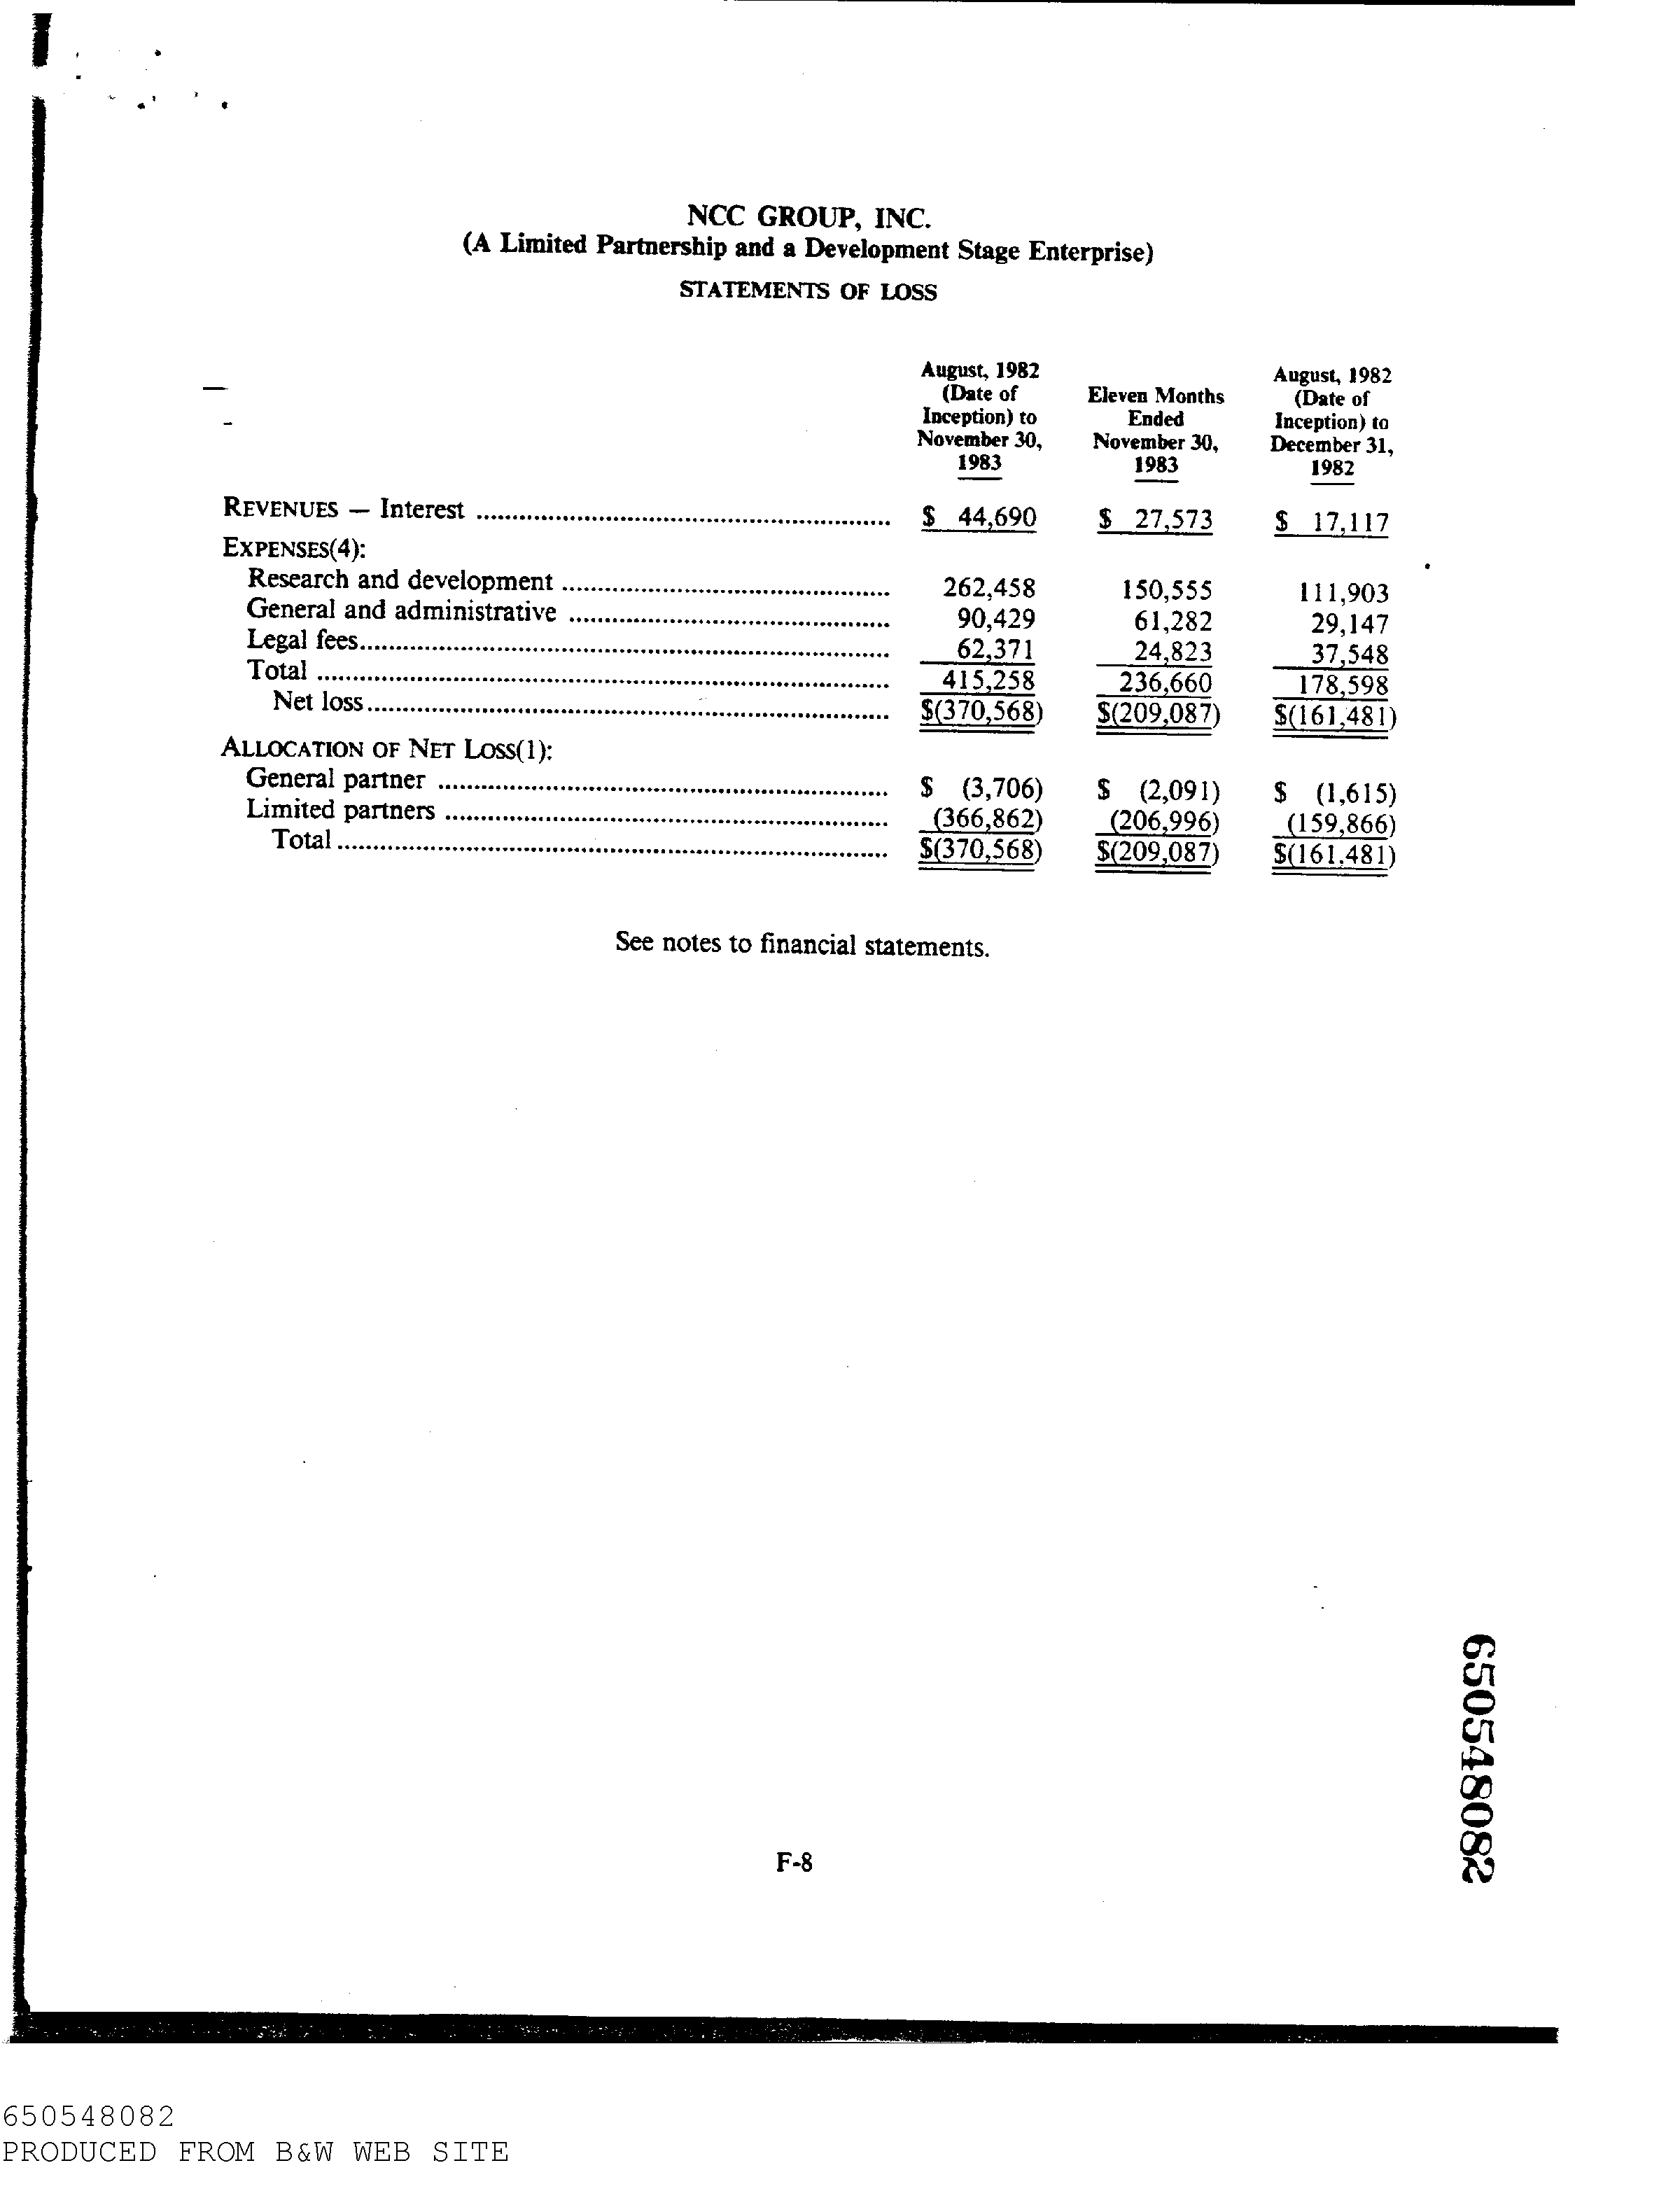 NCC GROUP, INC.
(A Limited Partnership and a Development Stage Enterprise)
STATEMENTS OF LOSS
August, 1982 (Date of Inception) to November 30, 1983
Eleven Months Ended November 30, 1983
August, 1982 (Date of Inception) to December 31, 1982
REVENUES — Interest ........ $ 44,690 $ 27,573 $ 17,117
EXPENSES(4):
Research and development ........ 262,458 150,555 111,903
General and administrative ........ 90,429 61,282 29,147
Legal fees........ 62,371 24,823 37,548
Total ........ 415,258 236,660 178,598
Net loss........ $(370,568) $(209,087) $(161,481)
ALLOCATION OF NET LOSS(1):
General partner ........ $ (3,706) $ (2,091) $ (1,615)
Limited partners ........ (366,862) (206,996) (159,866)
Total ........ $(370,568) $(209,087) $(161.481)
See notes to financial statements.
650548082
F-8
650548082
PRODUCED FROM B&W WEB SITE